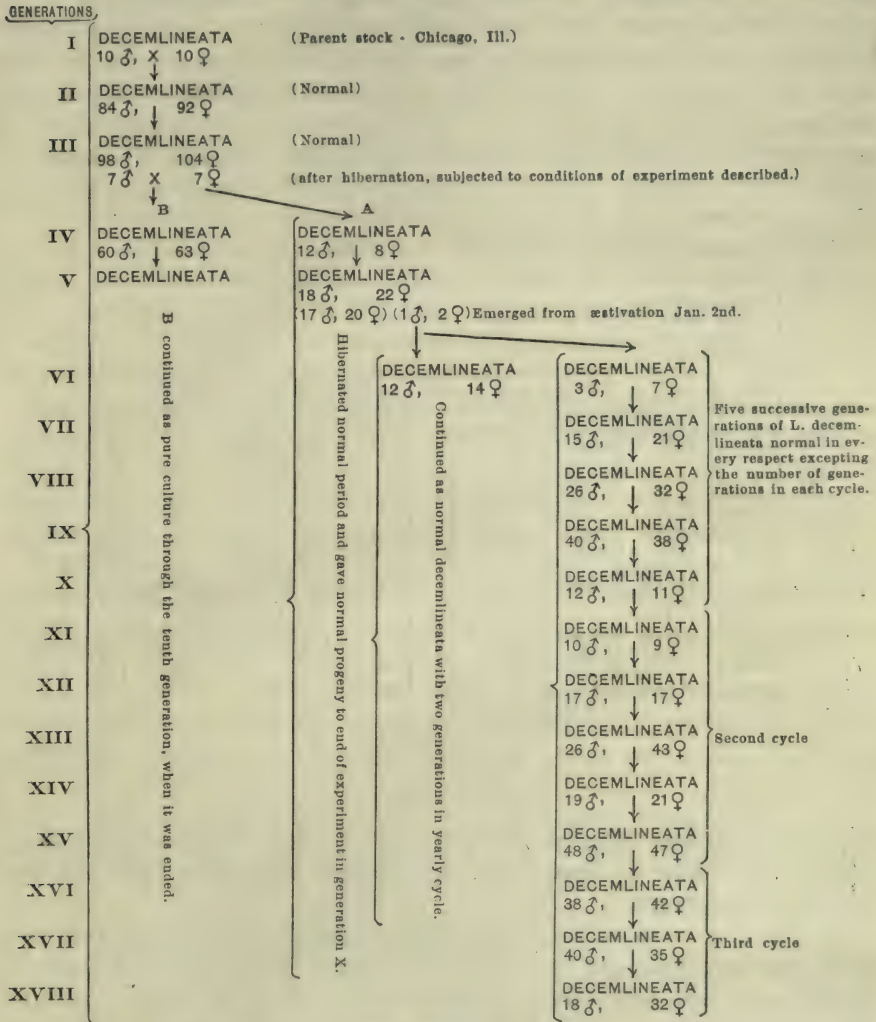 GENERATIONS
I DECEMLINEATA (Parent stock - Chicago, Ill.)
10 ♂, X 10 ♀
II DECEMLINEATA (Normal)
84 ♂, 92 ♀
III DECEMLINEATA (Normal)
98 ♂, 104 ♀
7 ♂ X 7 ♀ (after hibernation, subjected to conditions of experiment described.)
B A
IV DECEMLINEATA DECEMLINEATA
60 ♂, 63 ♀ 12 ♂, 8 ♀
V DECEMLINEATA DECEMLINEATA
18 ♂, 22 ♀
(17 ♂, 20 ♀) (1 ♂, 2 ♀) Emerged from æstivation Jan. 2nd.
B continued as pure culture through the tenth generation, when it was ended.
Hibernated normal period and gave normal progeny to end of experiment in generation X.
VI DECEMLINEATA DECEMLINEATA
12 ♂, 14 ♀ 3 ♂, 7 ♀
Continued as normal decemlineata with two generations in yearly cycle.
VII DECEMLINEATA
15 ♂, 21 ♀
VIII DECEMLINEATA
26 ♂, 32 ♀
IX DECEMLINEATA
40 ♂, 38 ♀
X DECEMLINEATA
12 ♂, 11 ♀
Five successive gene-
rations of L. decem-
lineata normal in ev-
ery respect excepting
the number of gene-
rations in each cycle.
XI DECEMLINEATA
10 ♂, 9 ♀
XII DECEMLINEATA
17 ♂, 17 ♀
XIII DECEMLINEATA
26 ♂, 43 ♀
Second cycle
XIV DECEMLINEATA
19 ♂, 21 ♀
XV DECEMLINEATA
48 ♂, 47 ♀
XVI DECEMLINEATA
38 ♂, 42 ♀
XVII DECEMLINEATA
40 ♂, 35 ♀
Third cycle
XVIII DECEMLINEATA
18 ♂, 32 ♀